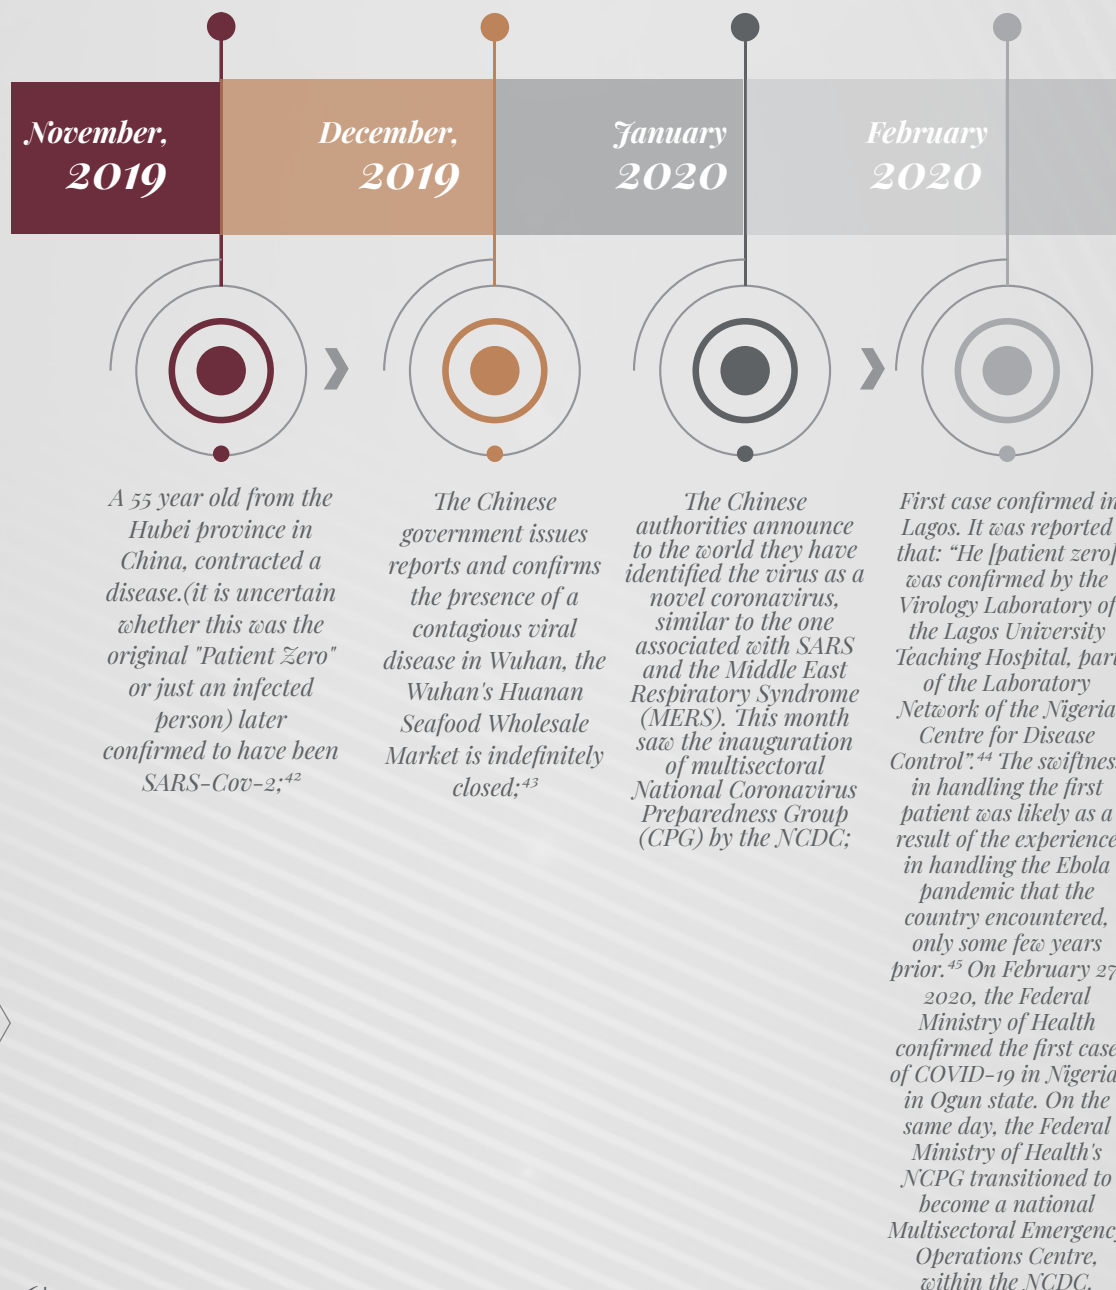 November,
2019
December,
2019
January
2020
February
2020
A 55 year old from the
Hubei province in
China, contracted a
disease.(it is uncertain
whether this was the
original "Patient Zero"
or just an infected
person) later
confirmed to have been
SARS-Cov-2;⁴²
The Chinese
government issues
reports and confirms
the presence of a
contagious viral
disease in Wuhan, the
Wuhan's Huanan
Seafood Wholesale
Market is indefinitely
closed;⁴³
The Chinese
authorities announce
to the world they have
identified the virus as a
novel coronavirus,
similar to the one
associated with SARS
and the Middle East
Respiratory Syndrome
(MERS). This month
saw the inauguration
of multisectoral
National Coronavirus
Preparedness Group
(CPG) by the NCDC;
First case confirmed in
Lagos. It was reported
that: “He [patient zero]
was confirmed by the
Virology Laboratory of
the Lagos University
Teaching Hospital, part
of the Laboratory
Network of the Nigeria
Centre for Disease
Control”.⁴⁴ The swiftness
in handling the first
patient was likely as a
result of the experience
in handling the Ebola
pandemic that the
country encountered,
only some few years
prior.⁴⁵ On February 27
2020, the Federal
Ministry of Health
confirmed the first case
of COVID-19 in Nigeria
in Ogun state. On the
same day, the Federal
Ministry of Health's
NCPG transitioned to
become a national
Multisectoral Emergency
Operations Centre,
within the NCDC.